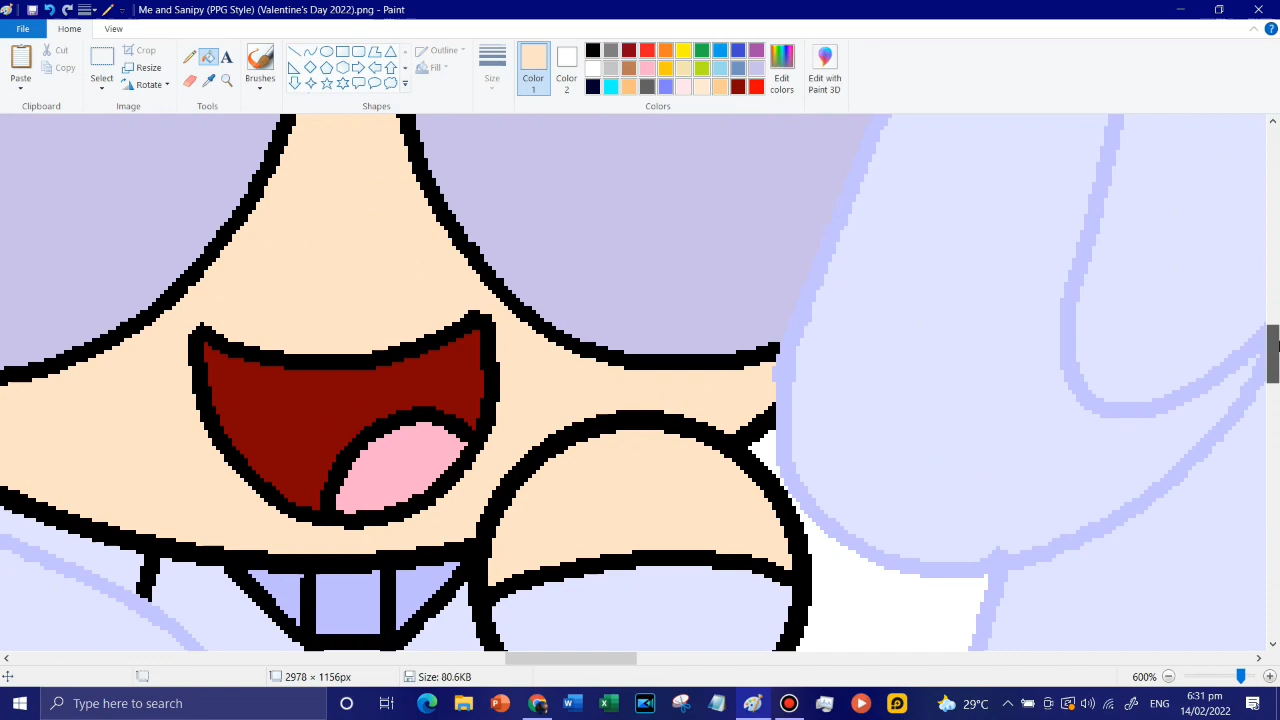 Me and Sanipy (PPG Style) (Valentine's Day 2022).png - Paint
File
Home
View
Paste
Cut
Copy
Clipboard
Select
Crop
Resize
Rotate
Image
A
Tools
Brushes
Outline
Fill
Shapes
Size
Color 1
Color 2
Edit colors
Colors
Edit with Paint 3D
2978 × 1156px
Size: 80.6KB
600%
Type here to search
29°C
ENG
6:31 pm
14/02/2022